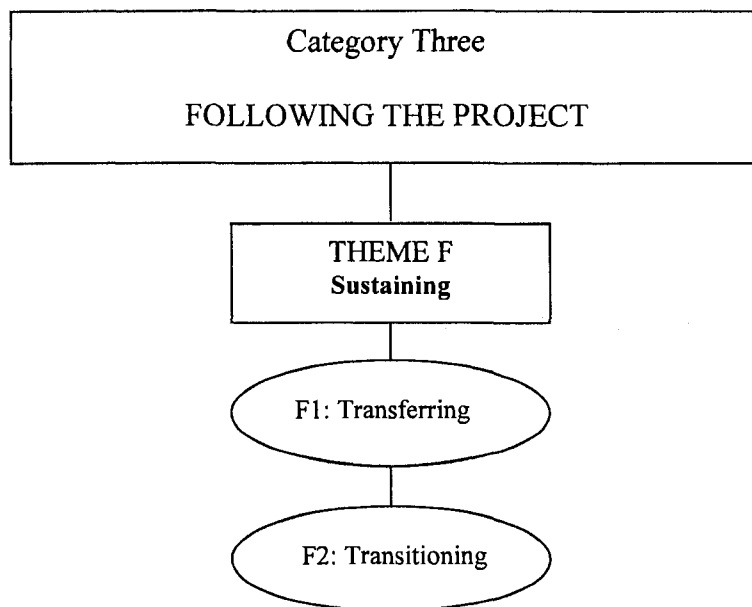 Category Three
FOLLOWING THE PROJECT
THEME F
Sustaining
F1: Transferring
F2: Transitioning